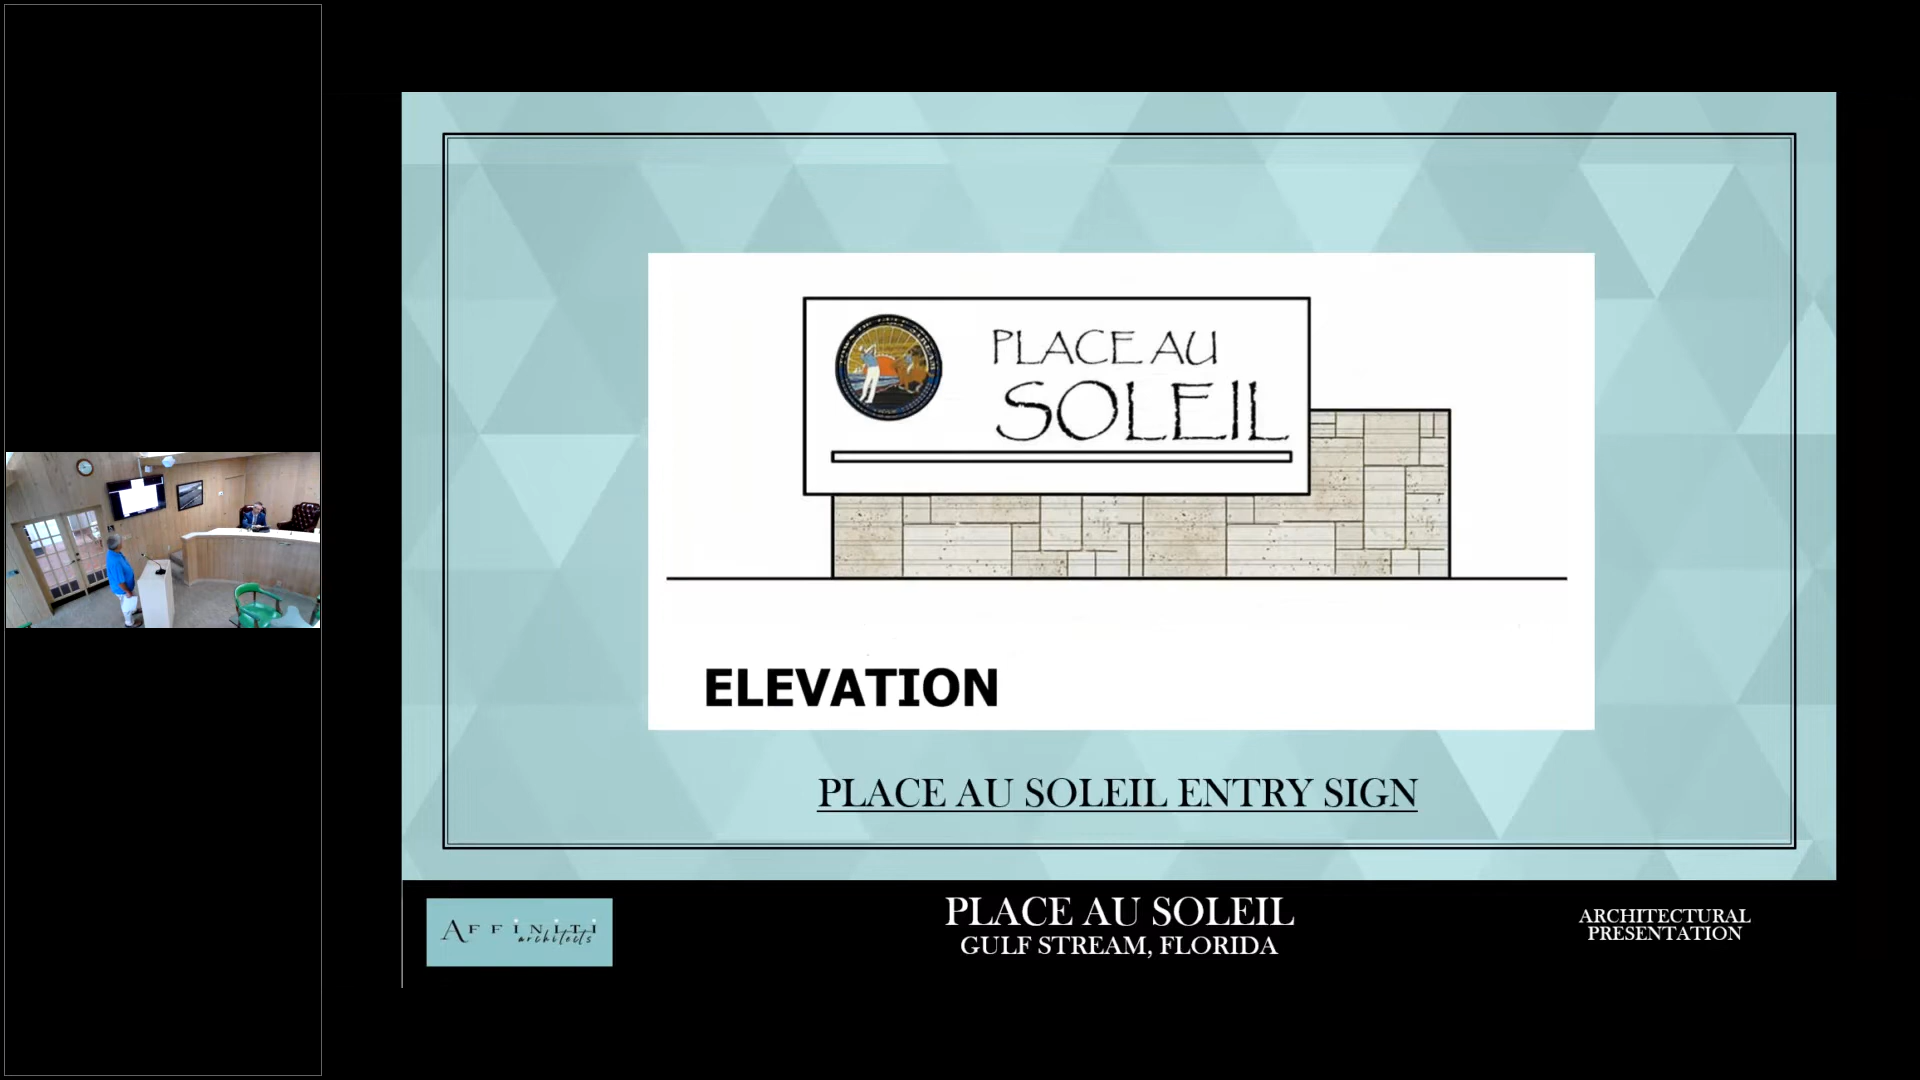 PLACE AU
SOLEIL
ELEVATION
PLACE AU SOLEIL ENTRY SIGN
AFFINITI
architects
PLACE AU SOLEIL
GULF STREAM, FLORIDA
ARCHITECTURAL
PRESENTATION